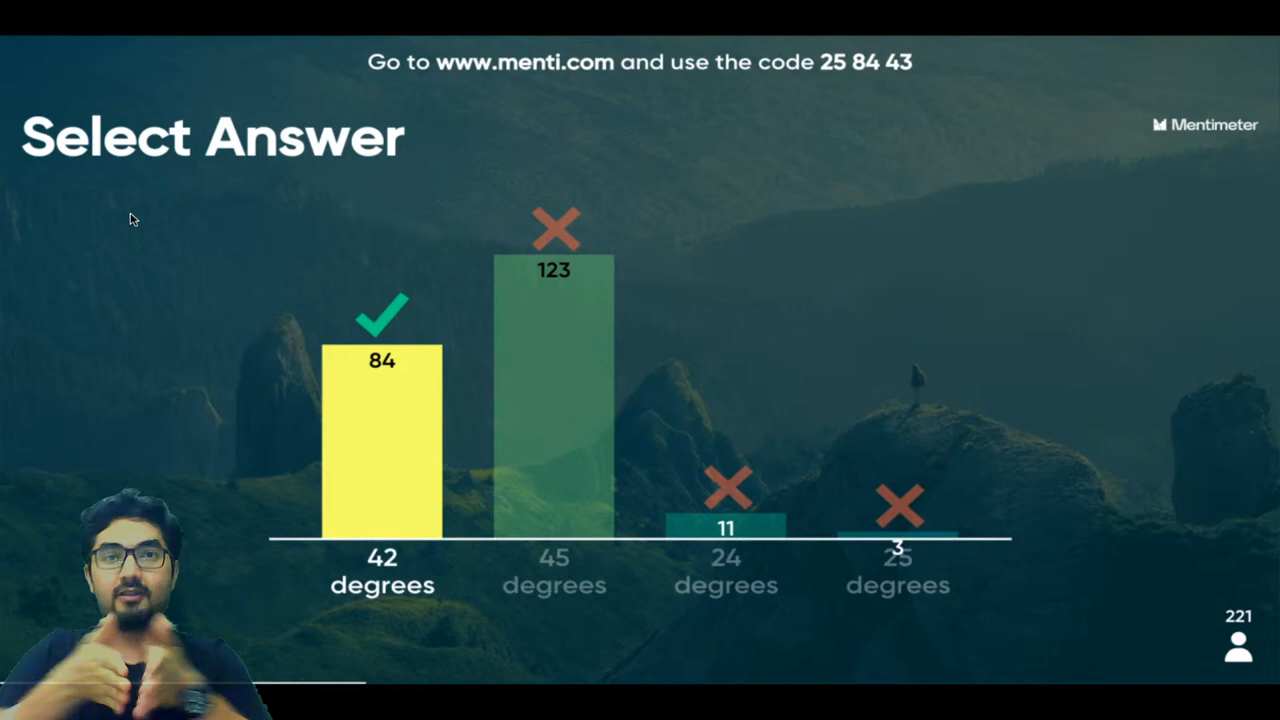 Go to www.menti.com and use the code 25 84 43
Select Answer
Mentimeter
123
84
11
3
42 degrees
45 degrees
24 degrees
25 degrees
221